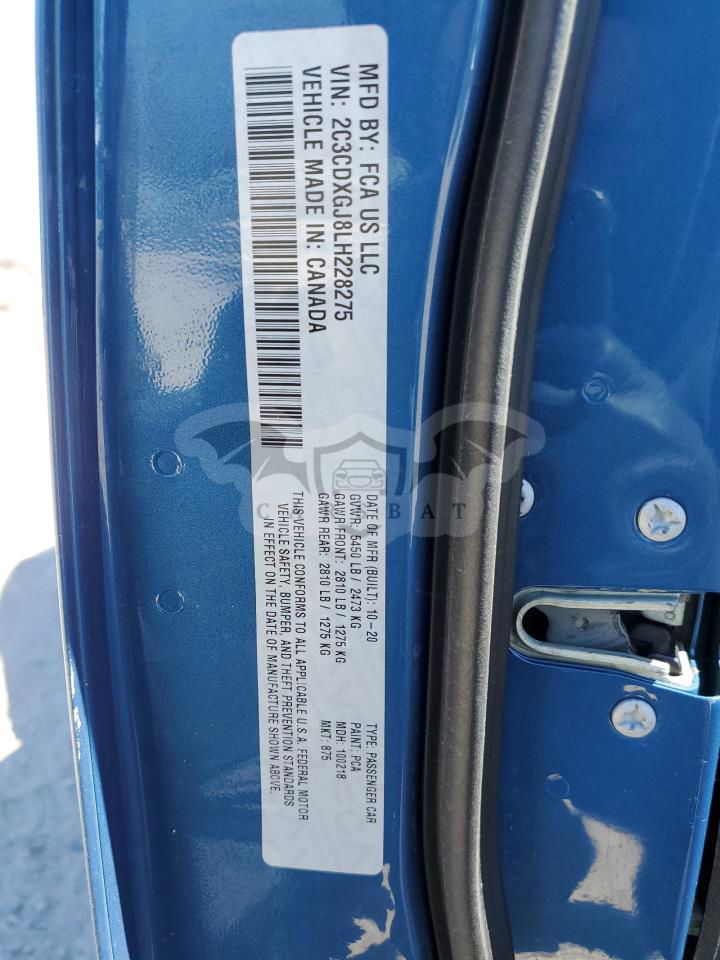 MFD BY: FCA US LLC
VIN: 2C3CDXGJ8LH228275
VEHICLE MADE IN: CANADA
DATE OF MFR (BUILT): 10-20
GVWR: 5450 LB / 2473 KG
GAWR FRONT: 2810 LB / 1275 KG
GAWR REAR: 2810 LB / 1275 KG
TYPE: PASSENGER CAR
PAINT: PCA
MDH: 100218
MKT: 875
THIS VEHICLE CONFORMS TO ALL APPLICABLE U.S.A. FEDERAL MOTOR
VEHICLE SAFETY, BUMPER, AND THEFT PREVENTION STANDARDS
IN EFFECT ON THE DATE OF MANUFACTURE SHOWN ABOVE.